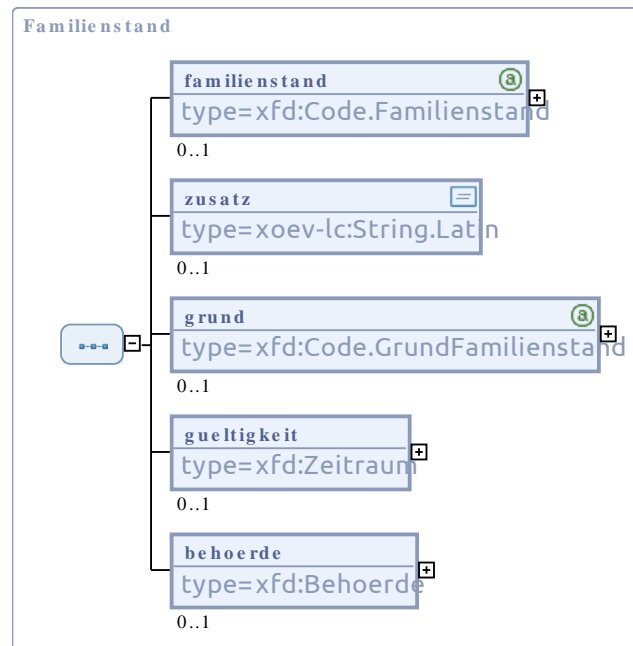 Familienstand
familienstand
type=xfd:Code.Familienstand
0..1
zusatz
type=xoev-lc:String.Latin
0..1
grund
type=xfd:Code.GrundFamilienstand
0..1
gueltigkeit
type=xfd:Zeitraum
0..1
behoerde
type=xfd:Behoerde
0..1